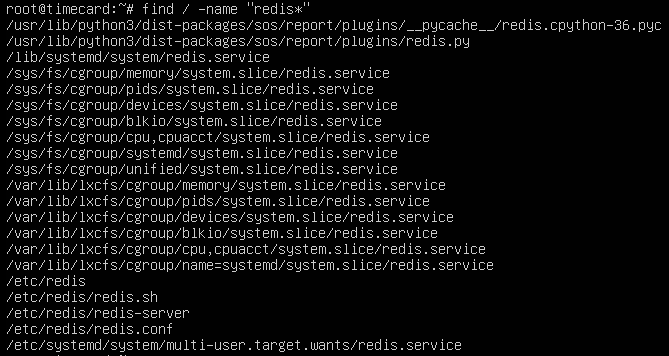 root@timecard:~# find / -name "redis*"
/usr/lib/python3/dist-packages/sos/report/plugins/__pycache__/redis.cpython-36.pyc
/usr/lib/python3/dist-packages/sos/report/plugins/redis.py
/lib/systemd/system/redis.service
/sys/fs/cgroup/memory/system.slice/redis.service
/sys/fs/cgroup/pids/system.slice/redis.service
/sys/fs/cgroup/devices/system.slice/redis.service
/sys/fs/cgroup/blkio/system.slice/redis.service
/sys/fs/cgroup/cpu,cpuacct/system.slice/redis.service
/sys/fs/cgroup/systemd/system.slice/redis.service
/sys/fs/cgroup/unified/system.slice/redis.service
/var/lib/lxcfs/cgroup/memory/system.slice/redis.service
/var/lib/lxcfs/cgroup/pids/system.slice/redis.service
/var/lib/lxcfs/cgroup/devices/system.slice/redis.service
/var/lib/lxcfs/cgroup/blkio/system.slice/redis.service
/var/lib/lxcfs/cgroup/cpu,cpuacct/system.slice/redis.service
/var/lib/lxcfs/cgroup/name=systemd/system.slice/redis.service
/etc/redis
/etc/redis/redis.sh
/etc/redis/redis-server
/etc/redis/redis.conf
/etc/systemd/system/multi-user.target.wants/redis.service